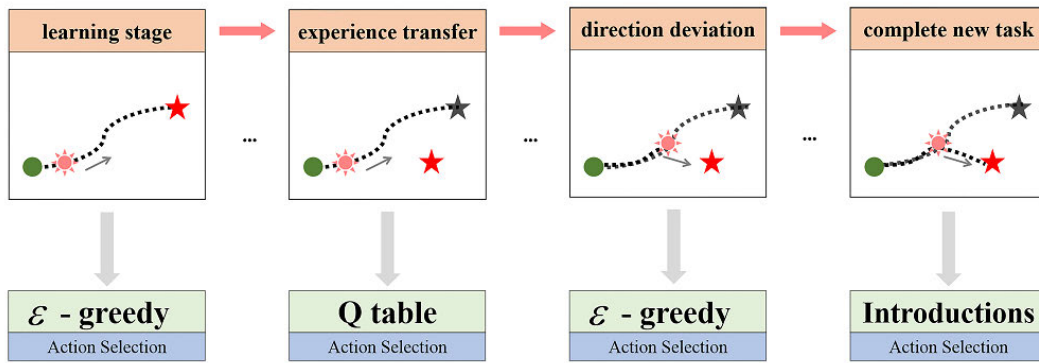 learning stage
experience transfer
direction deviation
complete new task
...
...
...
ε - greedy
Q table
ε - greedy
Introductions
Action Selection
Action Selection
Action Selection
Action Selection